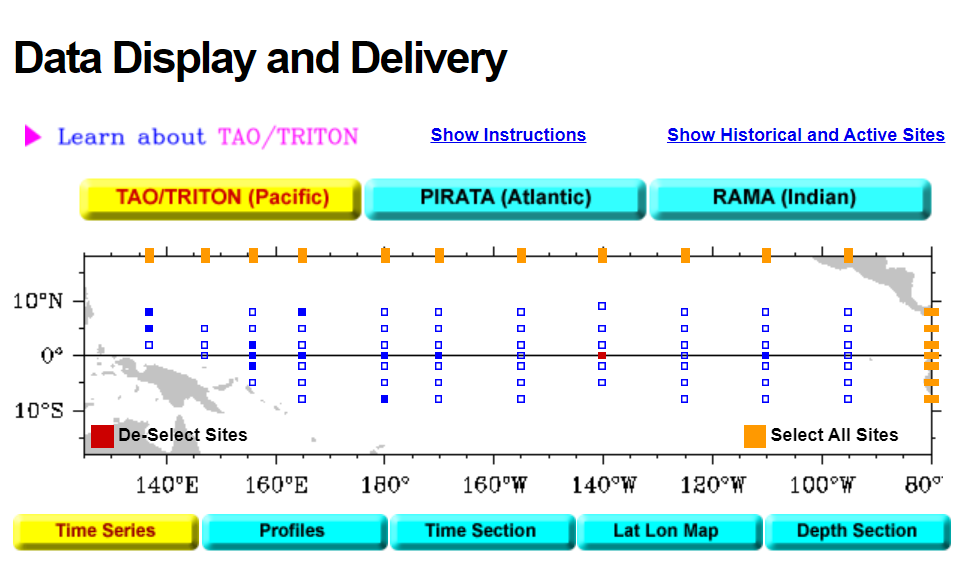 Data Display and Delivery
Learn about TAO/TRITON Show Instructions Show Historical and Active Sites
TAO/TRITON (Pacific) PIRATA (Atlantic) RAMA (Indian)
10°N
0°
10°S
De-Select Sites Select All Sites
140°E 160°E 180° 160°W 140°W 120°W 100°W 80°
Time Series Profiles Time Section Lat Lon Map Depth Section